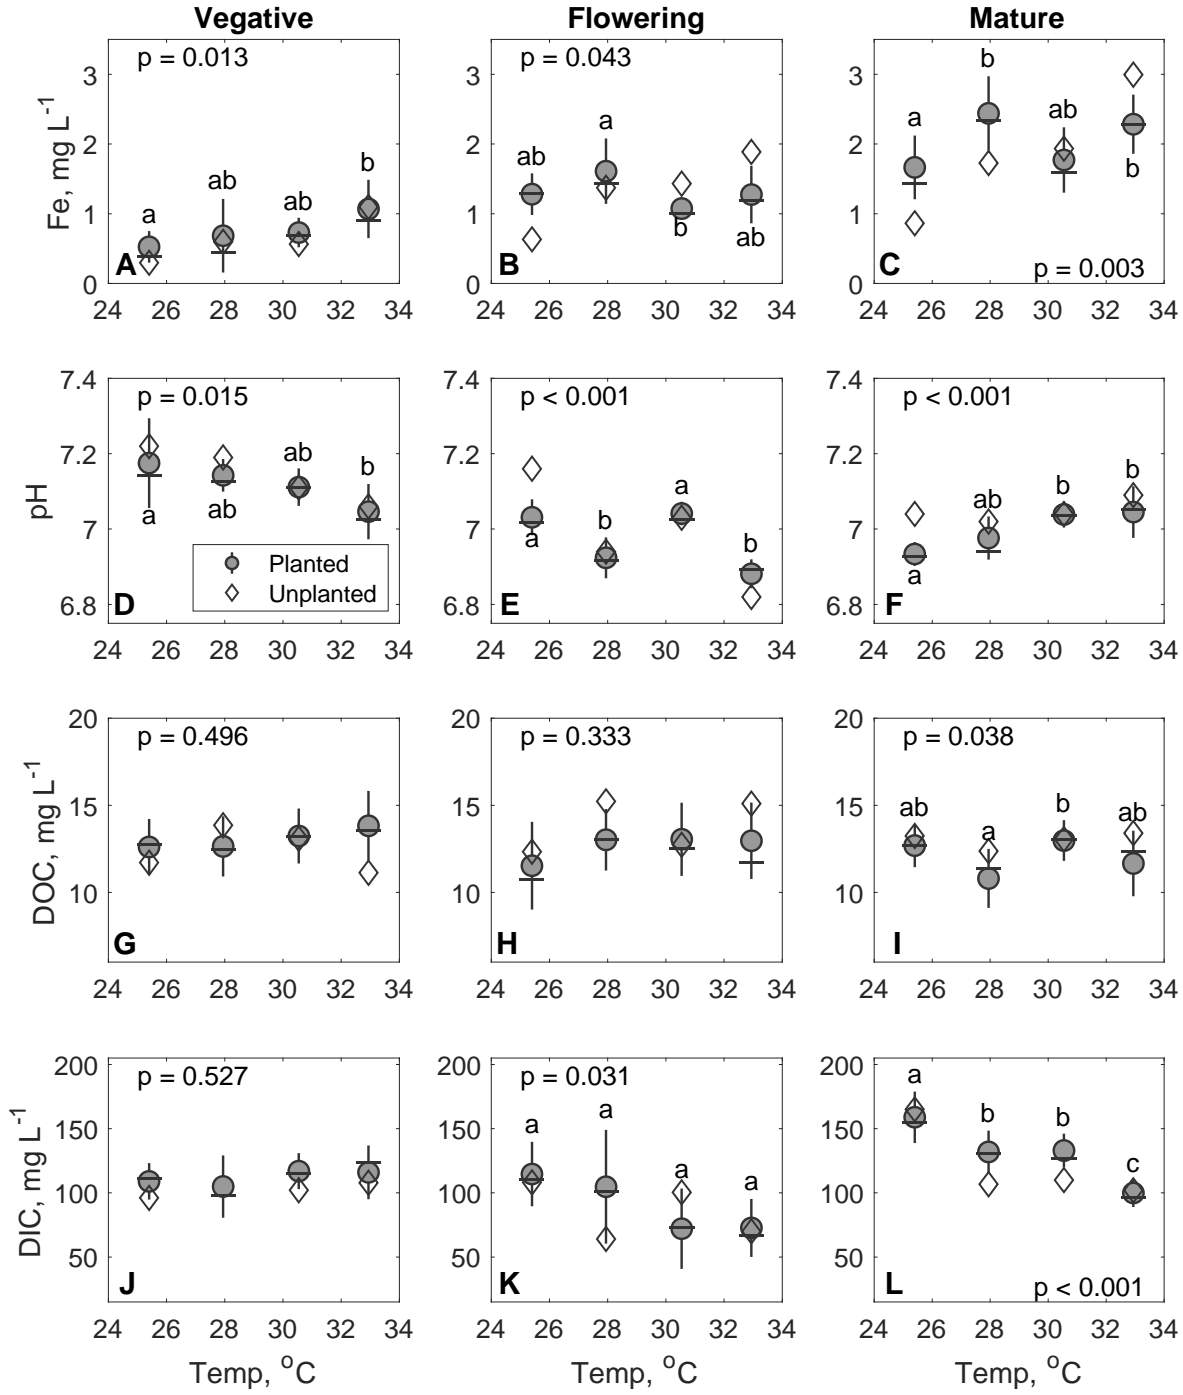 Vegative
Flowering
Mature
p = 0.013
a
ab
ab
b
A
Fe, mg L⁻¹
0
1
2
3
24 26 28 30 32 34
p = 0.043
ab
a
b
ab
B
0
1
2
3
24 26 28 30 32 34
a
b
ab
b
C
p = 0.003
0
1
2
3
24 26 28 30 32 34
p = 0.015
a
ab
ab
b
Planted
Unplanted
D
pH
6.8
7
7.2
7.4
24 26 28 30 32 34
p < 0.001
a
b
a
b
E
6.8
7
7.2
7.4
24 26 28 30 32 34
p < 0.001
a
ab
b
b
F
6.8
7
7.2
7.4
24 26 28 30 32 34
p = 0.496
G
DOC, mg L⁻¹
10
15
20
24 26 28 30 32 34
p = 0.333
H
10
15
20
24 26 28 30 32 34
p = 0.038
ab
a
b
ab
I
10
15
20
24 26 28 30 32 34
p = 0.527
J
DIC, mg L⁻¹
50
100
150
200
24 26 28 30 32 34
Temp, °C
p = 0.031
a
a
a
a
K
50
100
150
200
24 26 28 30 32 34
Temp, °C
a
b
b
c
L
p < 0.001
50
100
150
200
24 26 28 30 32 34
Temp, °C